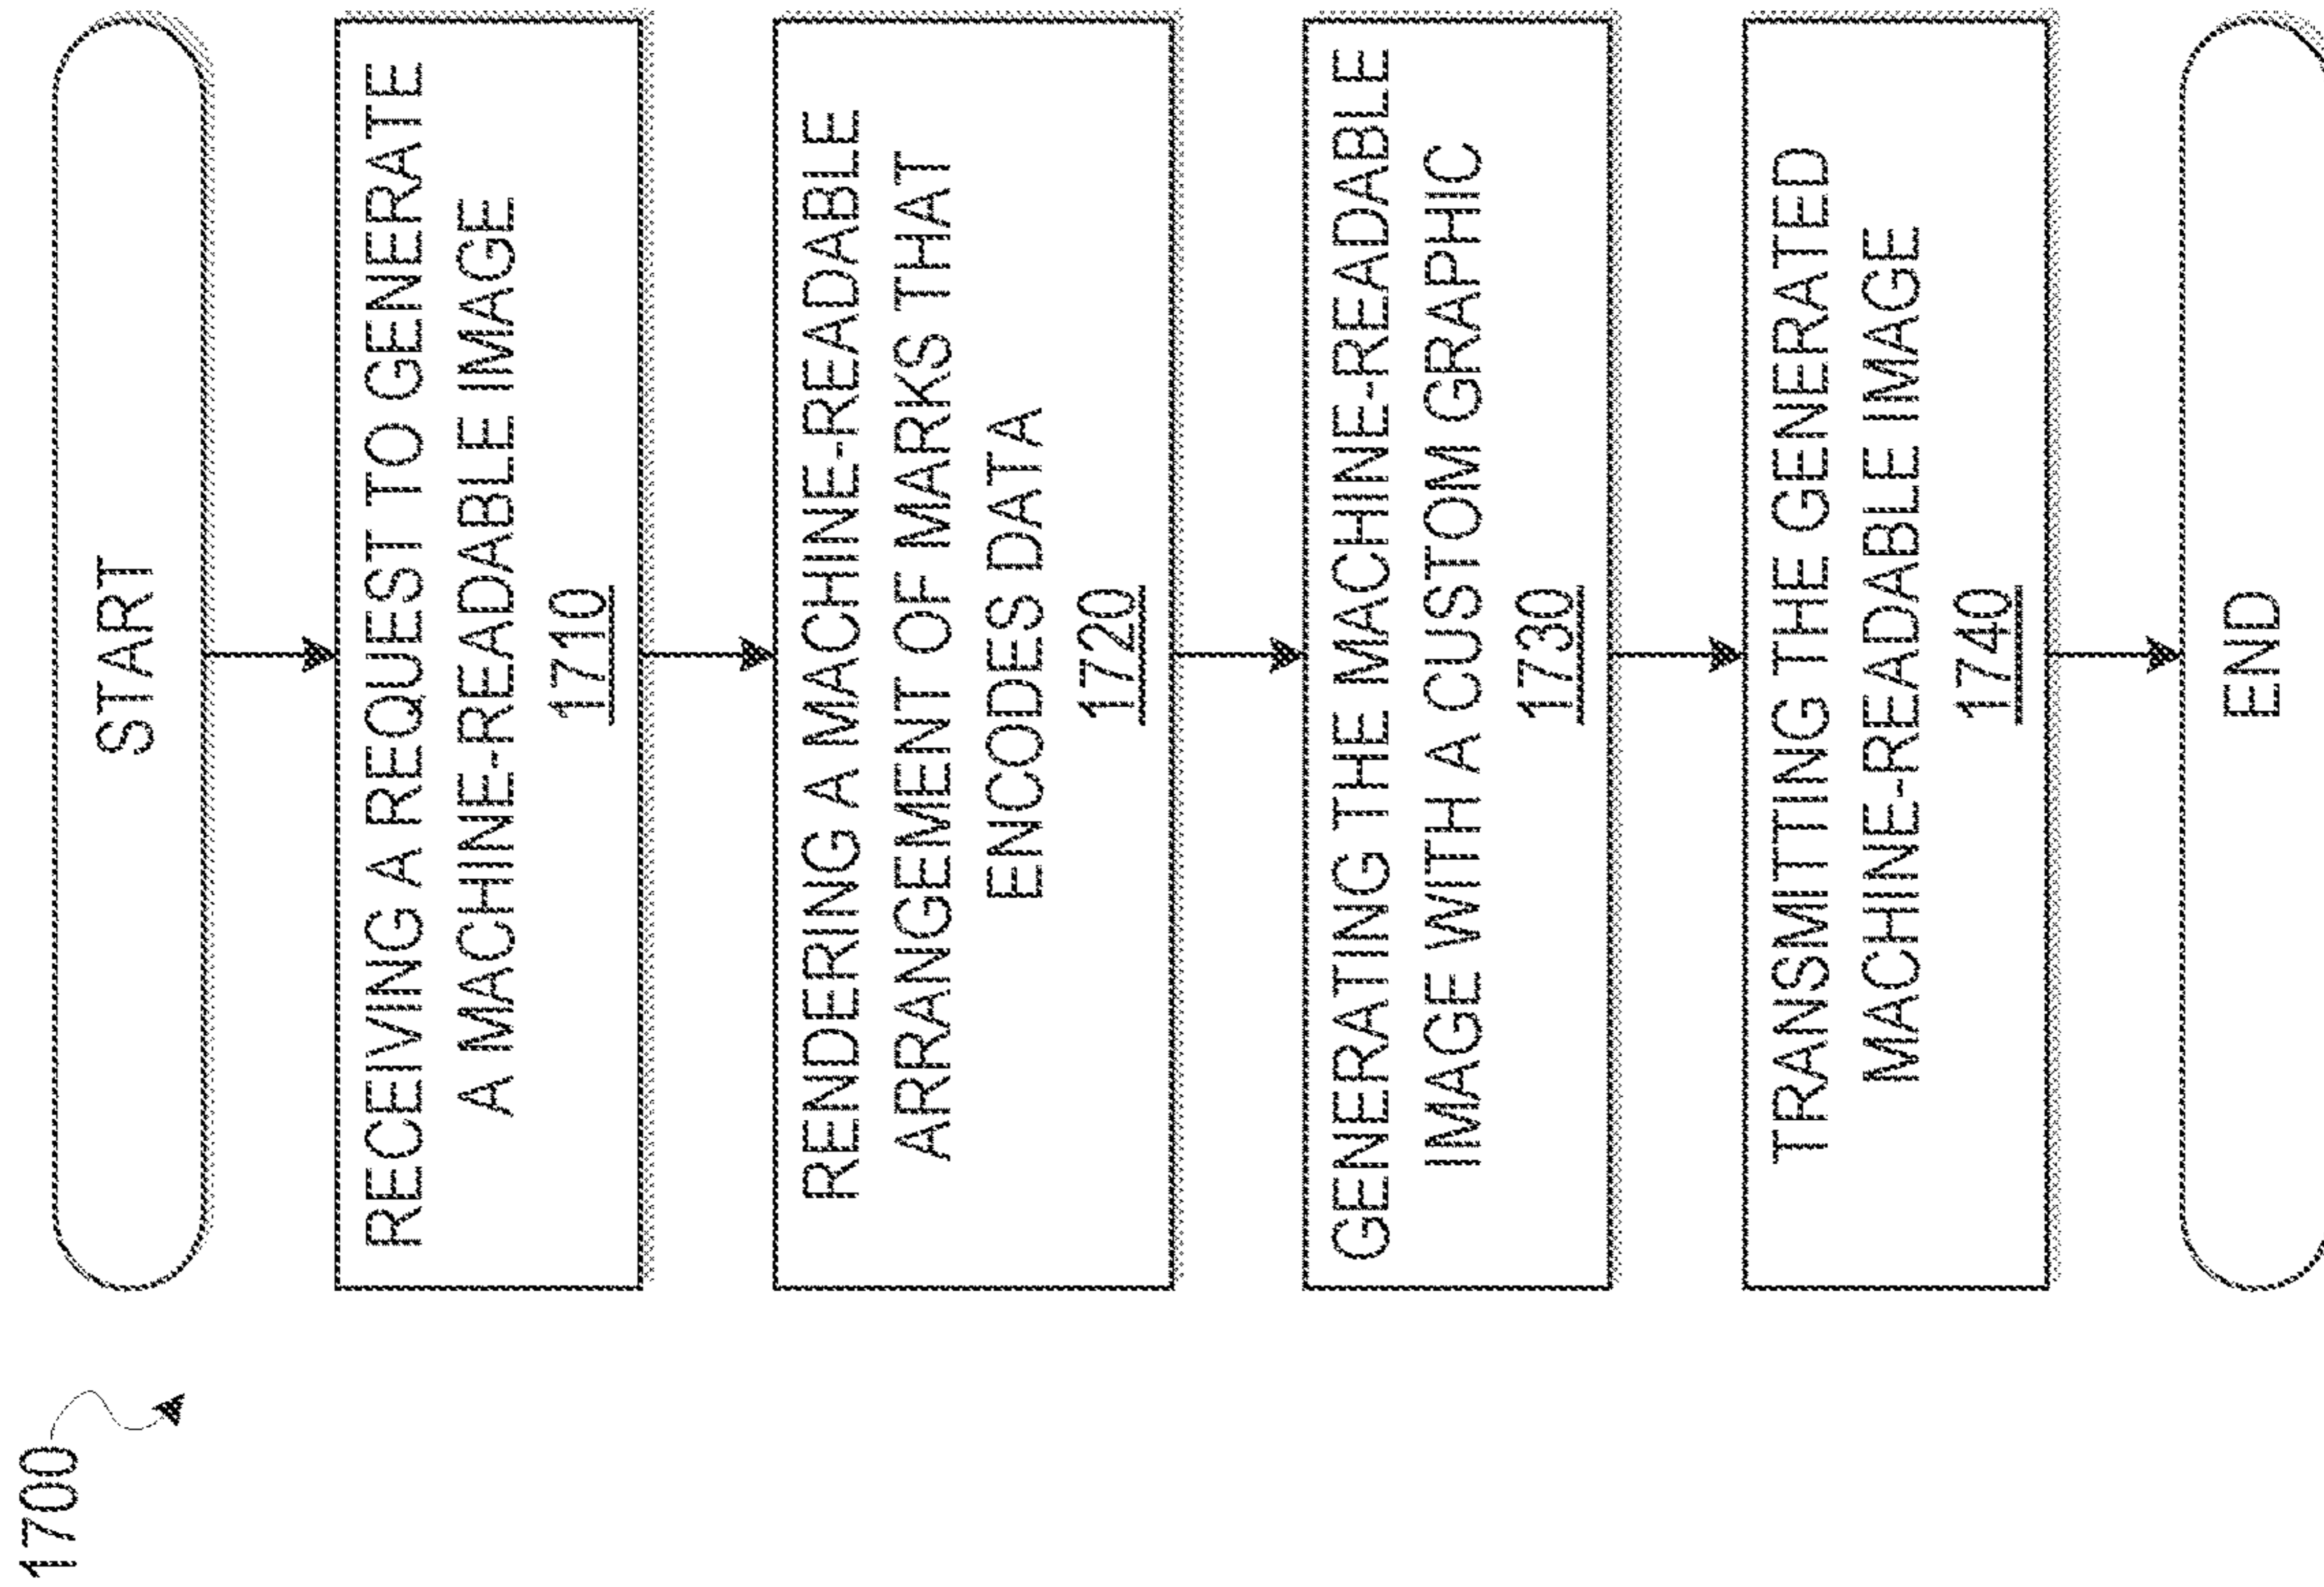 1700
START
RECEIVING A REQUEST TO GENERATE
A MACHINE-READABLE IMAGE
1710
RENDERING A MACHINE-READABLE
ARRANGEMENT OF MARKS THAT
ENCODES DATA
1720
GENERATING THE MACHINE-READABLE
IMAGE WITH A CUSTOM GRAPHIC
1730
TRANSMITTING THE GENERATED
MACHINE-READABLE IMAGE
1740
END